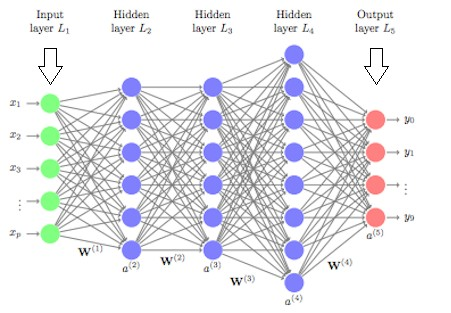 Input
layer L₁
Hidden
layer L₂
Hidden
layer L₃
Hidden
layer L₄
Output
layer L₅
x₁
x₂
x₃
⋮
xₚ
y₀
y₁
⋮
y₉
W⁽¹⁾
a⁽²⁾
W⁽²⁾
a⁽³⁾
W⁽³⁾
a⁽⁴⁾
W⁽⁴⁾
a⁽⁵⁾